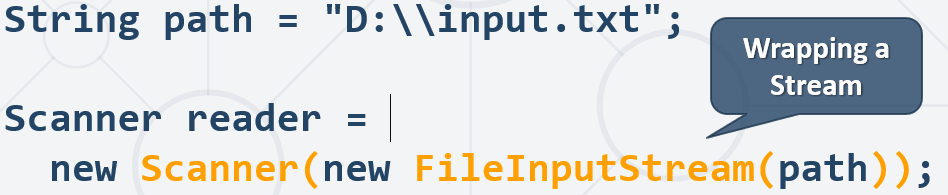 String path = "D:\\input.txt";
Wrapping a
Stream
Scanner reader =
new Scanner(new FileInputStream(path));